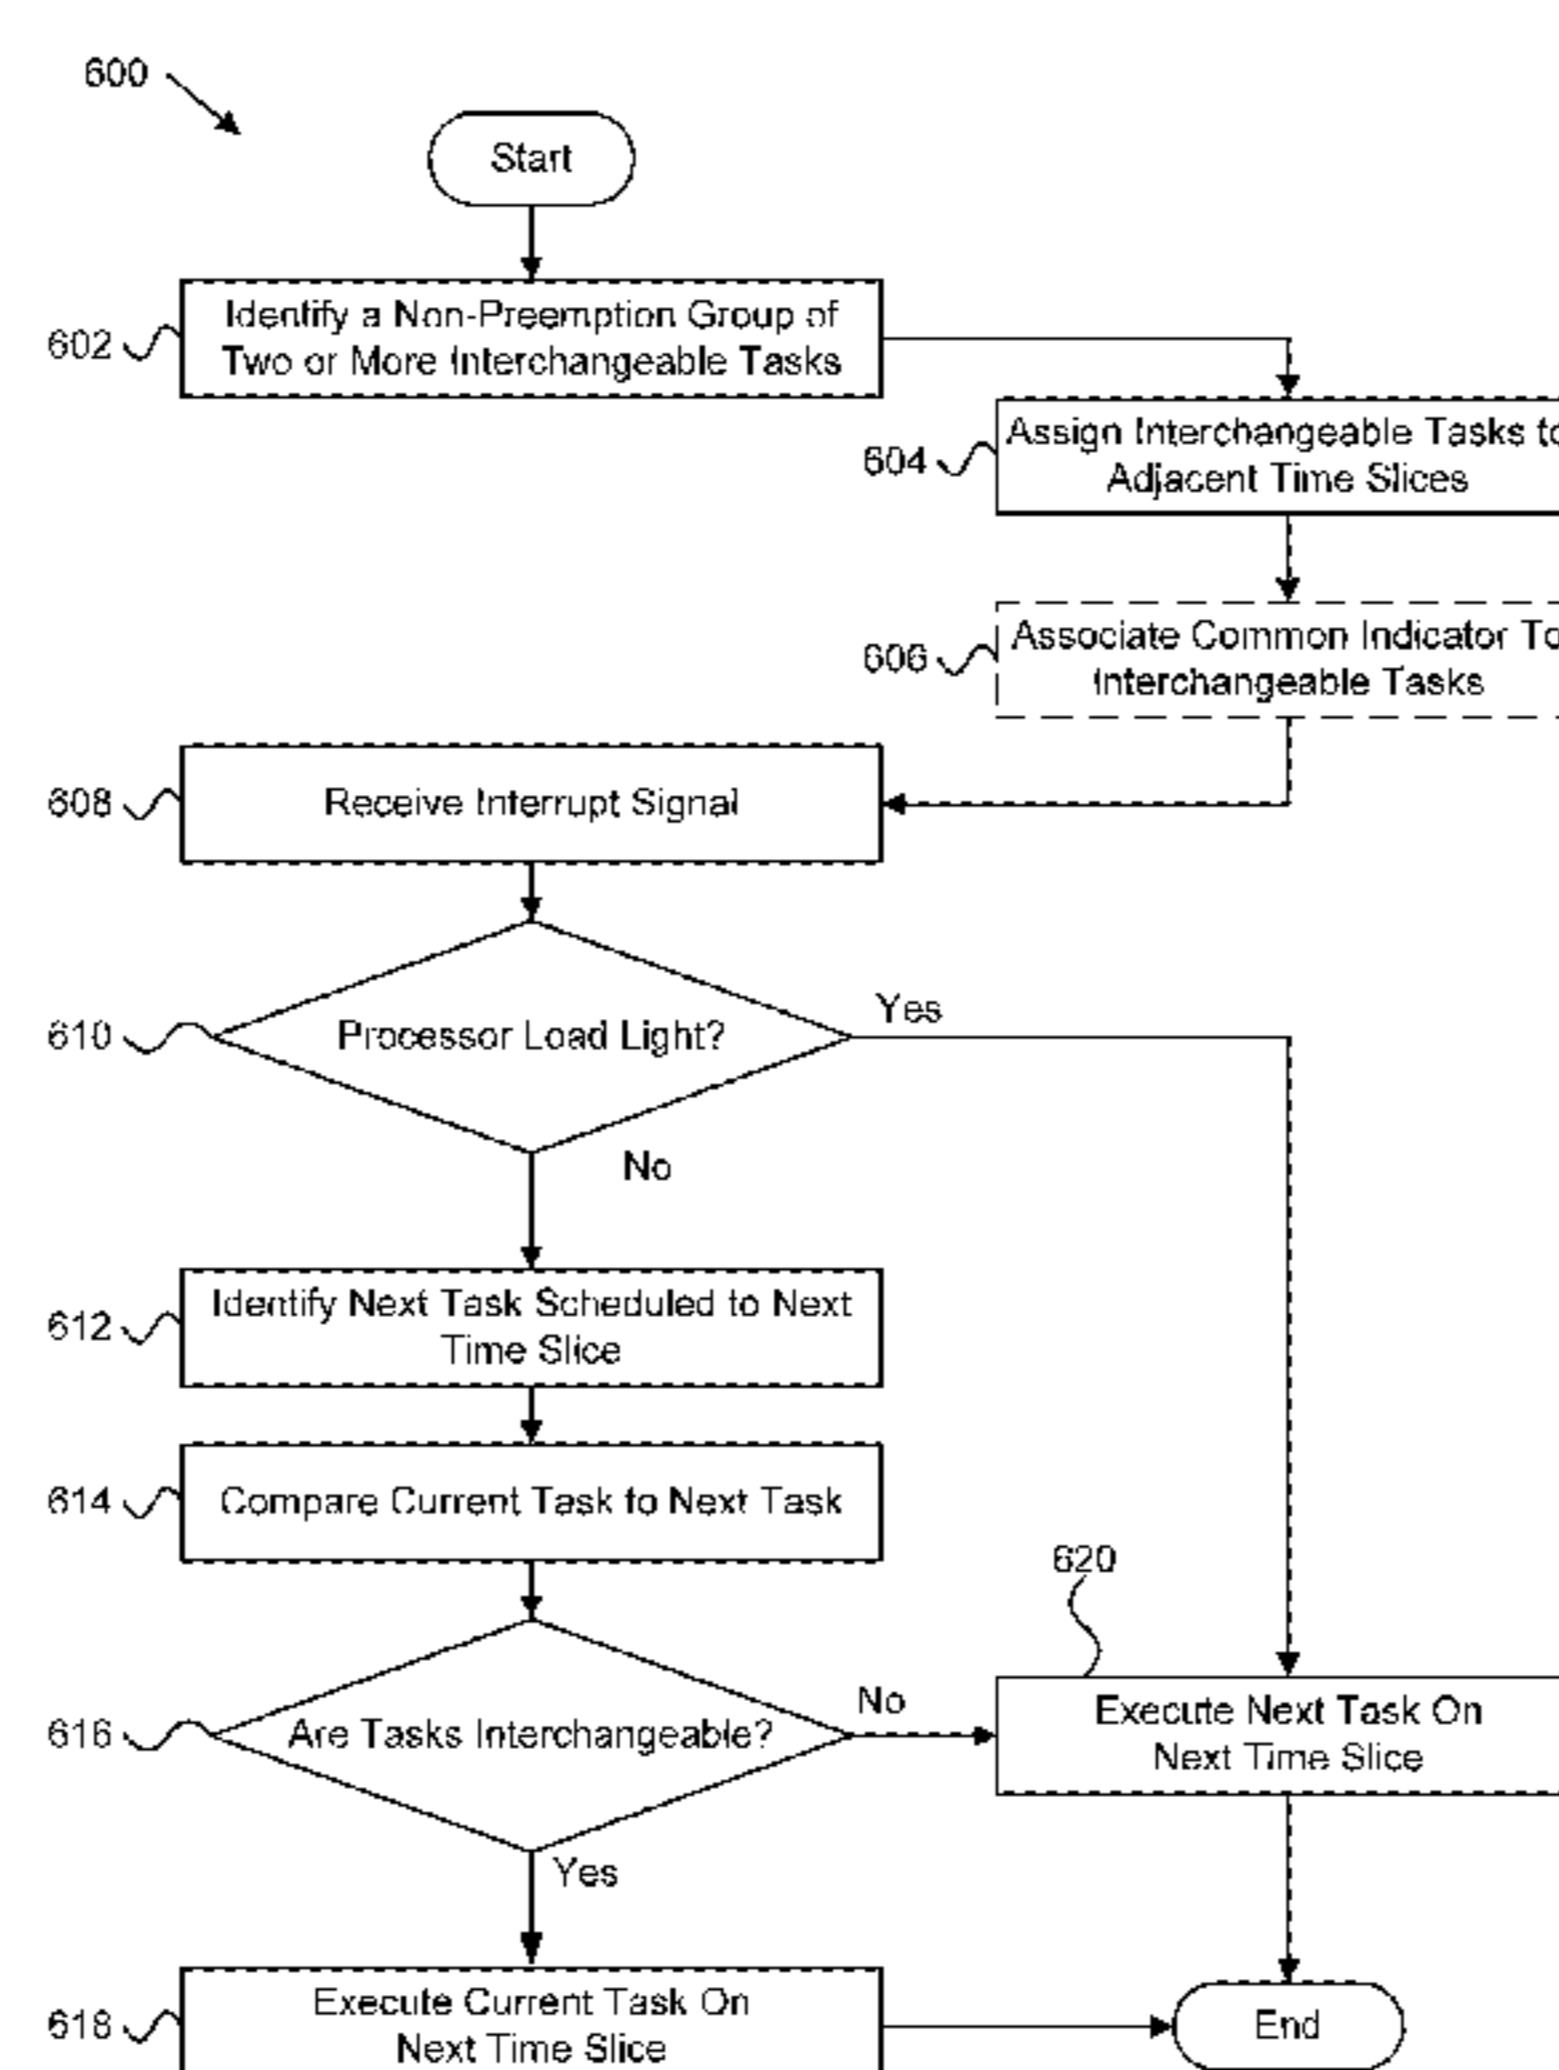 600
Start
602
Identify a Non-Preemption Group of
Two or More Interchangeable Tasks
604
Assign Interchangeable Tasks to
Adjacent Time Slices
606
Associate Common Indicator To
Interchangeable Tasks
608
Receive Interrupt Signal
610
Processor Load Light?
Yes
No
612
Identify Next Task Scheduled to Next
Time Slice
614
Compare Current Task to Next Task
620
616
Are Tasks Interchangeable?
No
Execute Next Task On
Next Time Slice
Yes
618
Execute Current Task On
Next Time Slice
End